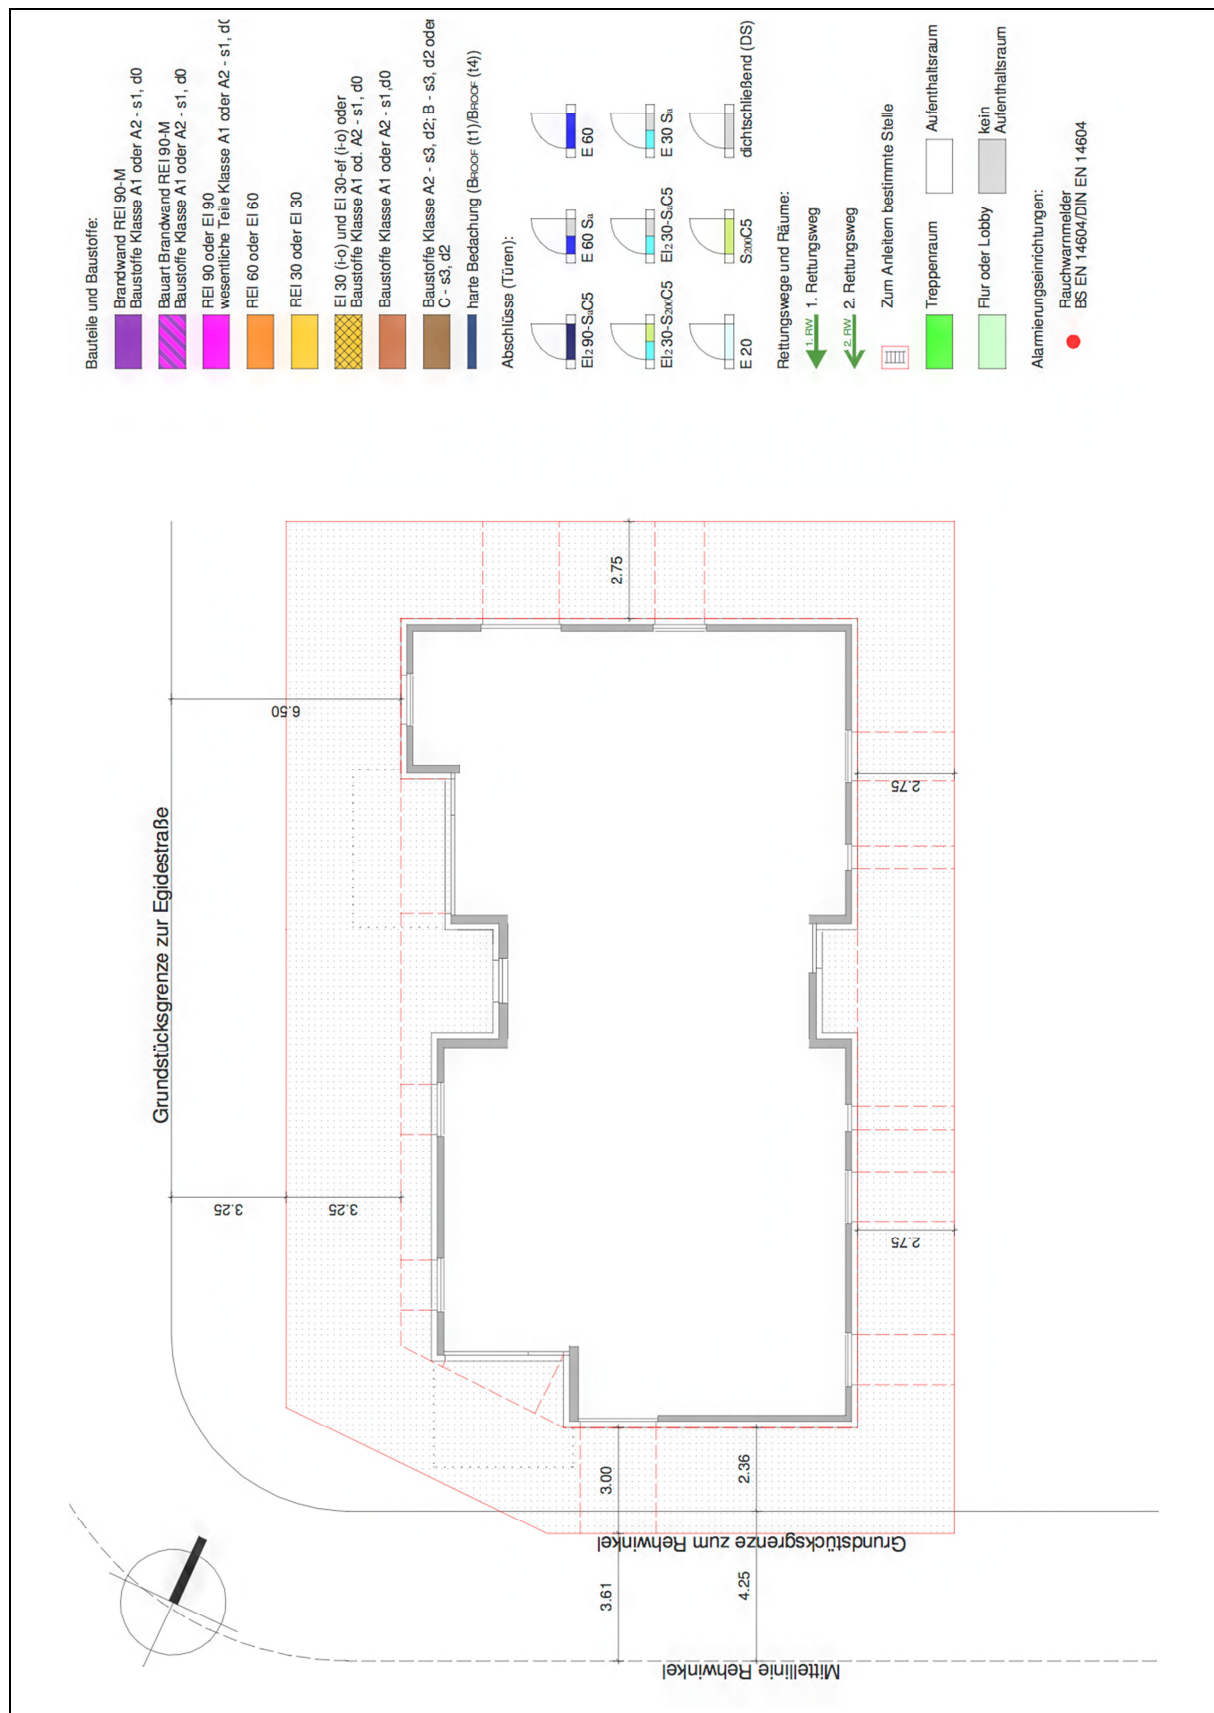 Bauteile und Baustoffe:
Brandwand REI 90-M
Baustoffe Klasse A1 oder A2 - s1, d0
Bauart Brandwand REI 90-M
Baustoffe Klasse A1 oder A2 - s1, d0
REI 90 oder EI 90
wesentliche Teile Klasse A1 oder A2 - s1,
REI 60 oder EI 60
REI 30 oder EI 30
EI 30 (i-o) und EI 30-ef (i-o) oder
Baustoffe Klasse A1 od. A2 - s1, d0
Baustoffe Klasse A1 oder A2 - s1,d0
Baustoffe Klasse A2 - s3, d2; B - s3, d2 oder
C - s3, d2
harte Bedachung (BROOF (t1)/BROOF (t4))
Abschlüsse (Türen):
EI₂90-SaC5
E 60 Sa
E 60
EI₂30-S200C5
EI₂30-SaC5
E 30 Sa
E 20
S200C5
dichtschließend (DS)
Rettungswege und Räume:
1. RW
1. Rettungsweg
2. RW
2. Rettungsweg
Zum Anleitern bestimmte Stelle
Treppenraum
Aufenthaltsraum
Flur oder Lobby
kein
Aufenthaltsraum
Alarmierungseinrichtungen:
Rauchwarnmelder
BS EN 14604/DIN EN 14604
Grundstücksgrenze zur Egidestraße
6.50
3.25
3.25
2.75
2.75
2.75
3.00
2.36
3.61
4.25
Grundstücksgrenze zum Rehwinkel
Mittellinie Rehwinkel